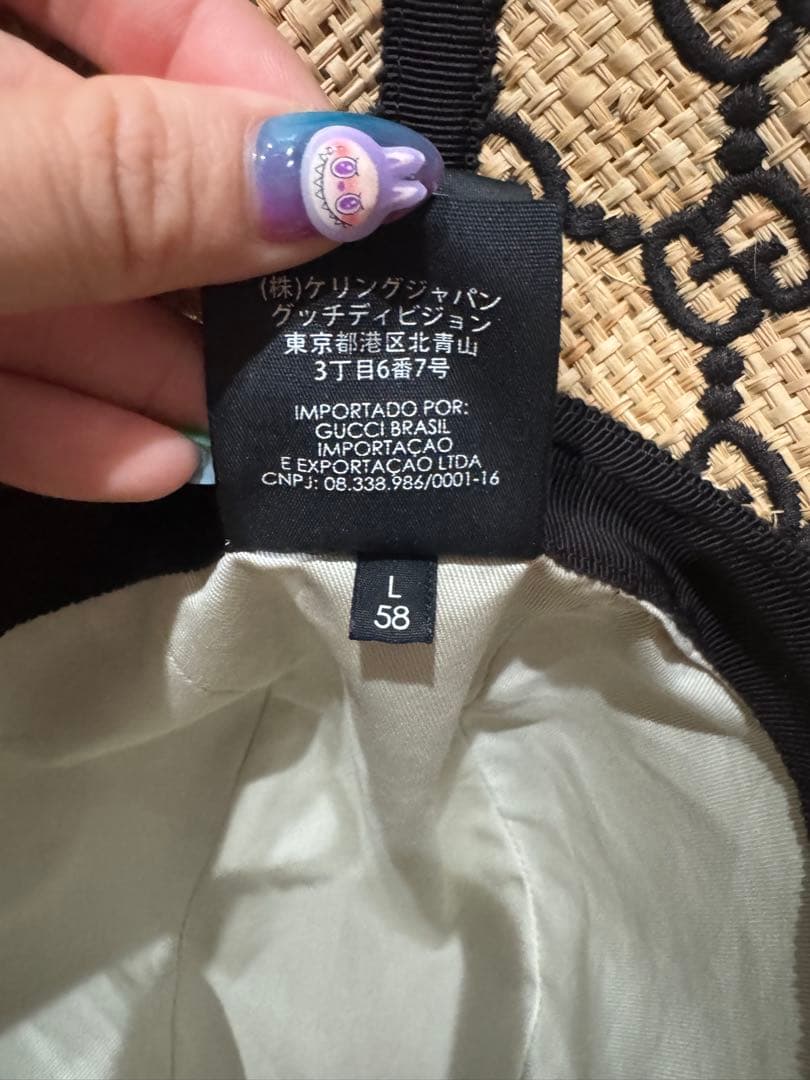 (株)ケリングジャパン
グッチディビジョン
東京都港区北青山
3丁目6番7号
IMPORTADO POR:
GUCCI BRASIL
IMPORTAÇAO
E EXPORTAÇAO LTDA
CNPJ: 08.338.986/0001-16
L
58